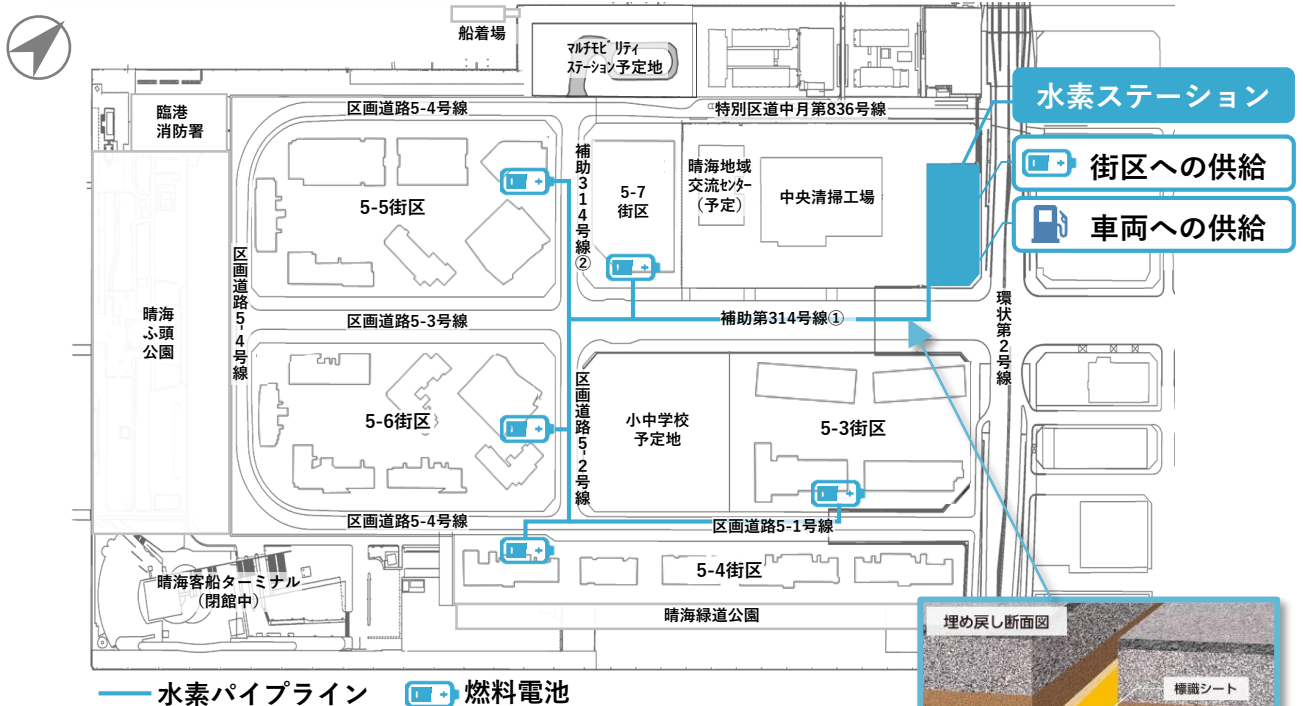 船着場
マルチモビリティ
ステーション予定地
臨港
消防署
区画道路5-4号線
特別区道中月第836号線
水素ステーション
街区への供給
車両への供給
補助314号線②
5-7
街区
晴海地域
交流センター
(予定)
中央清掃工場
5-5街区
区画道路5-4号線
晴海
ふ頭
公園
区画道路5-3号線
補助第314号線①
環状第2号線
5-6街区
区画道路5-2号線
小中学校
予定地
5-3街区
区画道路5-4号線
区画道路5-1号線
5-4街区
晴海客船ターミナル
(閉館中)
晴海緑道公園
埋め戻し断面図
標識シート
水素パイプライン
燃料電池